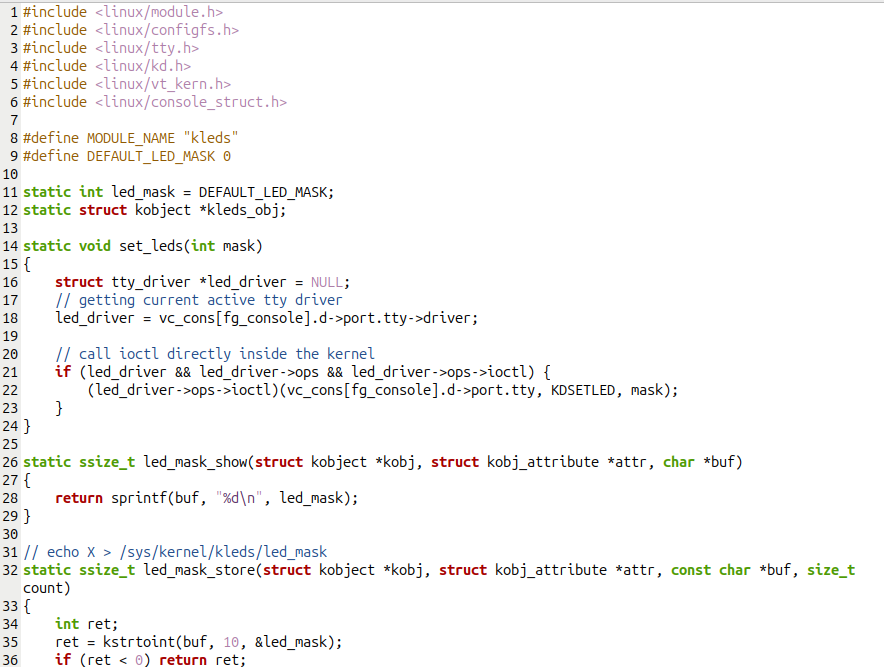 1 #include <linux/module.h>
2 #include <linux/configfs.h>
3 #include <linux/tty.h>
4 #include <linux/kd.h>
5 #include <linux/vt_kern.h>
6 #include <linux/console_struct.h>
7
8 #define MODULE_NAME "kleds"
9 #define DEFAULT_LED_MASK 0
10
11 static int led_mask = DEFAULT_LED_MASK;
12 static struct kobject *kleds_obj;
13
14 static void set_leds(int mask)
15 {
16     struct tty_driver *led_driver = NULL;
17     // getting current active tty driver
18     led_driver = vc_cons[fg_console].d->port.tty->driver;
19
20     // call ioctl directly inside the kernel
21     if (led_driver && led_driver->ops && led_driver->ops->ioctl) {
22         (led_driver->ops->ioctl)(vc_cons[fg_console].d->port.tty, KDSETLED, mask);
23     }
24 }
25
26 static ssize_t led_mask_show(struct kobject *kobj, struct kobj_attribute *attr, char *buf)
27 {
28     return sprintf(buf, "%d\n", led_mask);
29 }
30
31 // echo X > /sys/kernel/kleds/led_mask
32 static ssize_t led_mask_store(struct kobject *kobj, struct kobj_attribute *attr, const char *buf, size_t
count)
33 {
34     int ret;
35     ret = kstrtoint(buf, 10, &led_mask);
36     if (ret < 0) return ret;